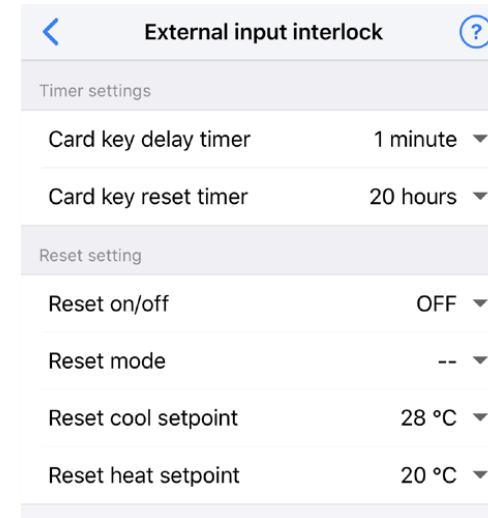 External input interlock ?
Timer settings
Card key delay timer 1 minute
Card key reset timer 20 hours
Reset setting
Reset on/off OFF
Reset mode --
Reset cool setpoint 28 °C
Reset heat setpoint 20 °C